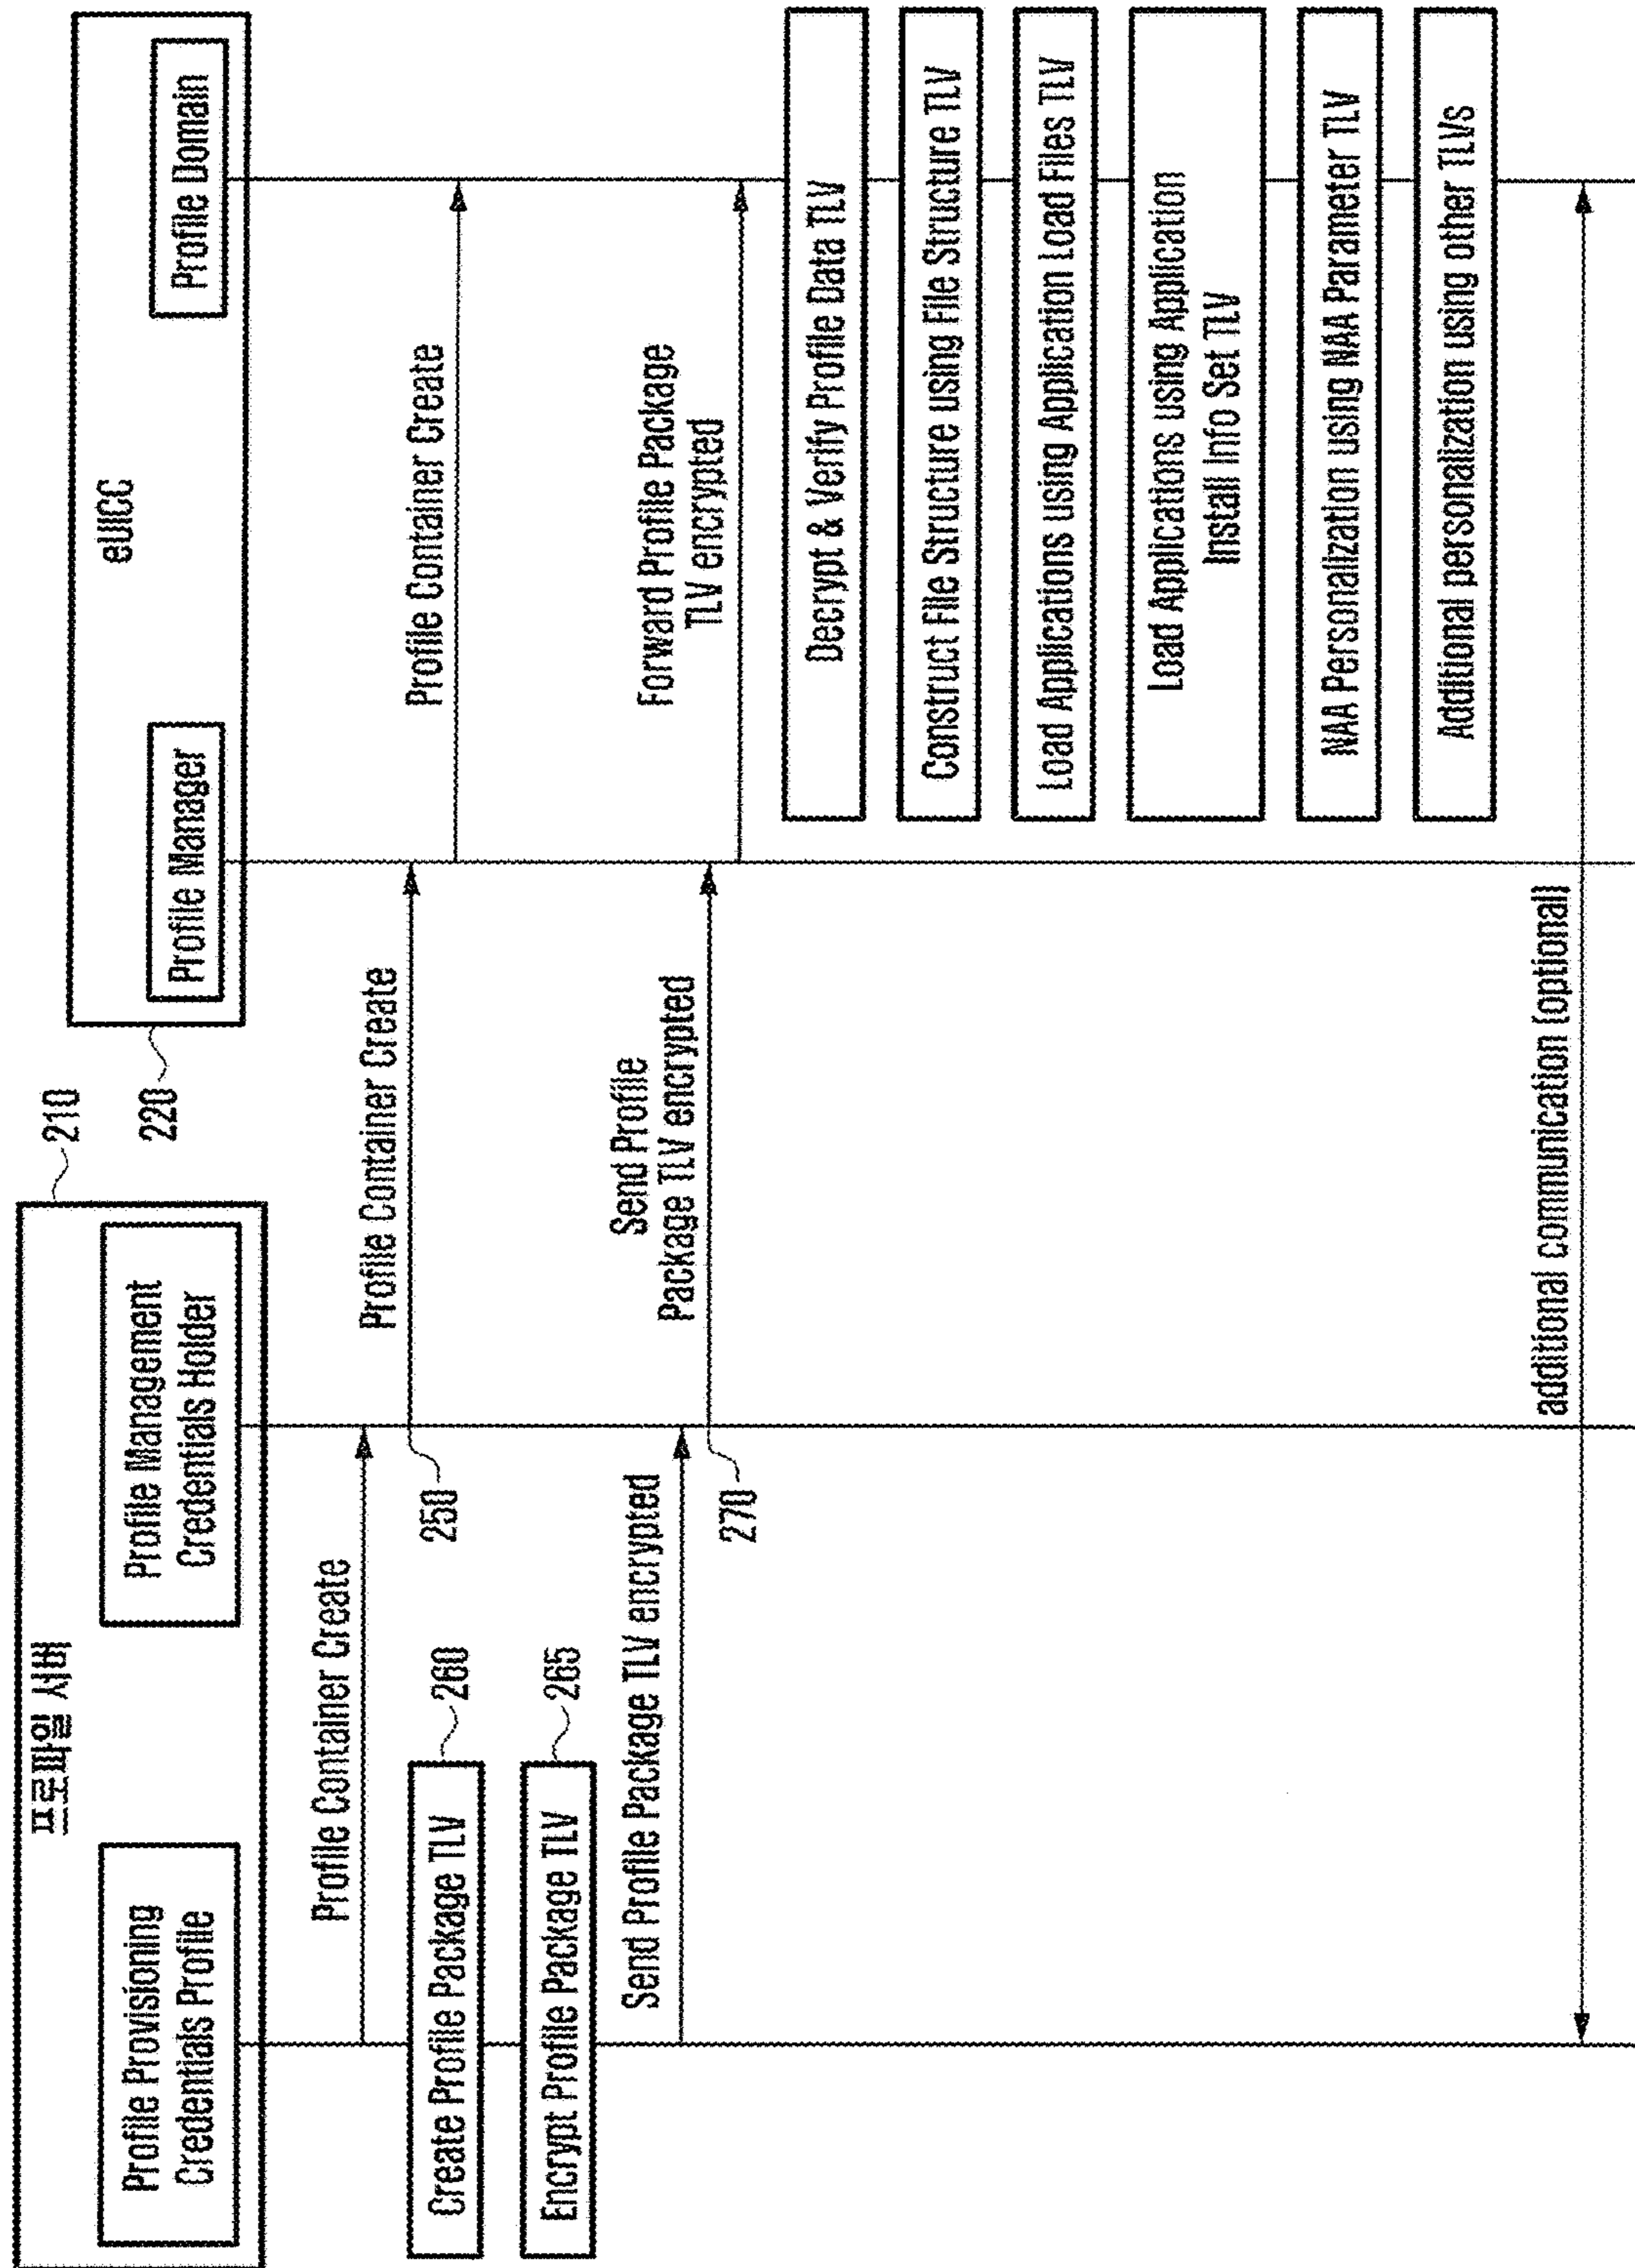 프로파일 서버
210
Profile Provisioning
Credentials Profile
Profile Management
Credentials Holder
eUICC
220
Profile Manager
Profile Domain
Profile Container Create
Profile Container Create
250
Profile Container Create
Create Profile Package TLV
260
Encrypt Profile Package TLV
265
Send Profile Package TLV encrypted
Send Profile
Package TLV encrypted
270
Forward Profile Package
TLV encrypted
Decrypt & Verify Profile Data TLV
Construct File Structure using File Structure TLV
Load Applications using Application Load Files TLV
Load Applications using Application
Install Info Set TLV
NAA Personalization using NAA Parameter TLV
Additional personalization using other TLVs
additional communication (optional)